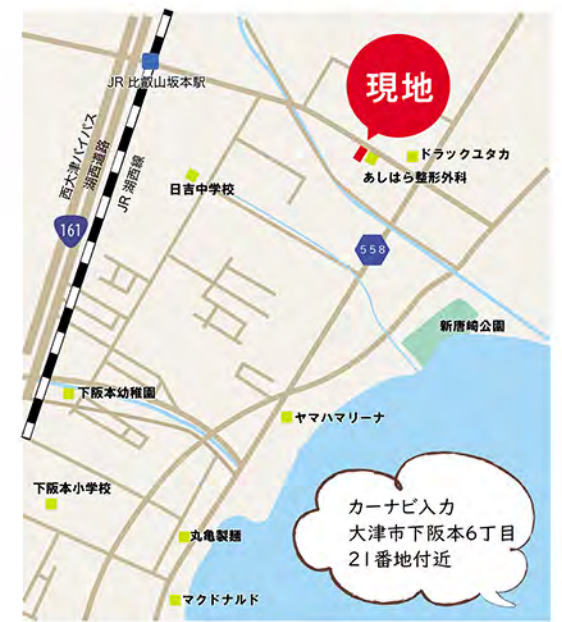 JR 比叡山坂本駅
現地
ドラックユタカ
あしはら整形外科
西大津バイパス
湖西道路
JR 湖西線
日吉中学校
161
558
新唐崎公園
下阪本幼稚園
ヤマハマリーナ
下阪本小学校
カーナビ入力
大津市下阪本6丁目
21番地付近
丸亀製麺
マクドナルド